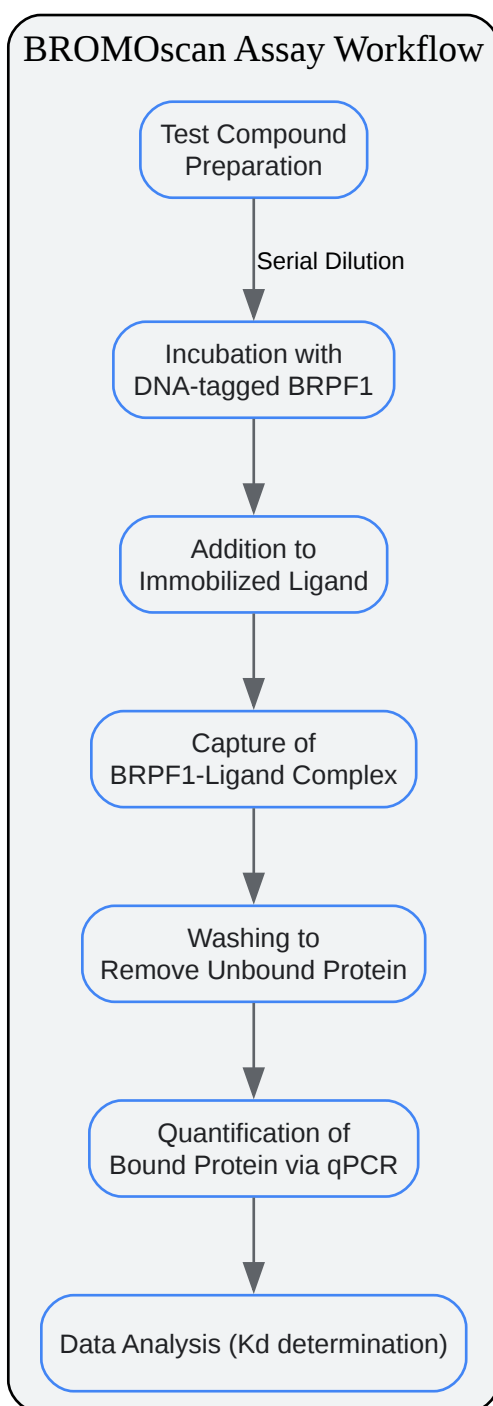 BROMOscan Assay Workflow
Test Compound
Preparation
Serial Dilution
Incubation with
DNA-tagged BRPF1
Addition to
Immobilized Ligand
Capture of
BRPF1-Ligand Complex
Washing to
Remove Unbound Protein
Quantification of
Bound Protein via qPCR
Data Analysis (Kd determination)